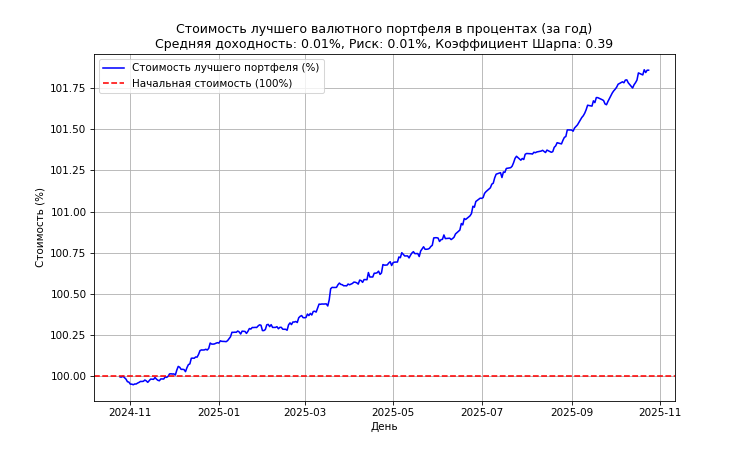 Стоимость лучшего валютного портфеля в процентах (за год)
Средняя доходность: 0.01%, Риск: 0.01%, Коэффициент Шарпа: 0.39
Стоимость лучшего портфеля (%)
Начальная стоимость (100%)
Стоимость (%)
101.75
101.50
101.25
101.00
100.75
100.50
100.25
100.00
2024-11
2025-01
2025-03
2025-05
2025-07
2025-09
2025-11
День